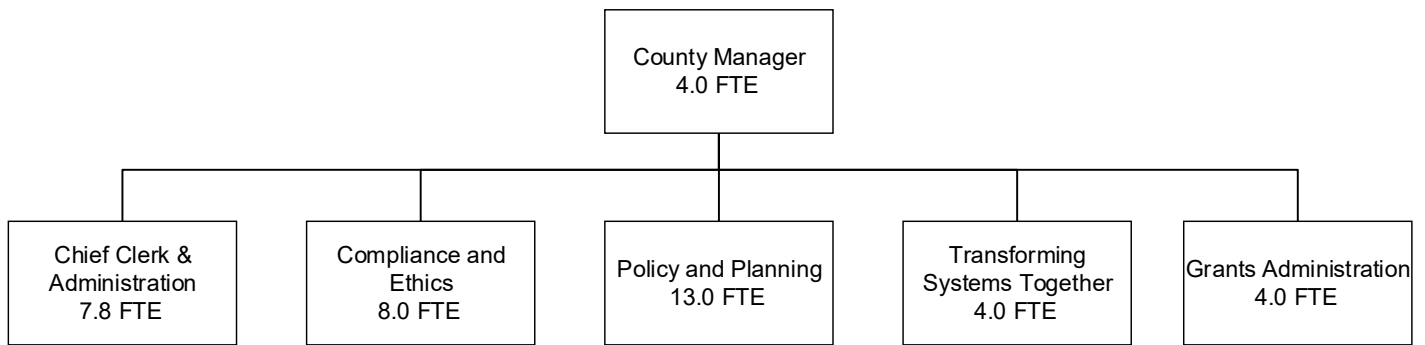 County Manager
4.0 FTE
Chief Clerk &
Administration
7.8 FTE
Compliance and
Ethics
8.0 FTE
Policy and Planning
13.0 FTE
Transforming
Systems Together
4.0 FTE
Grants Administration
4.0 FTE